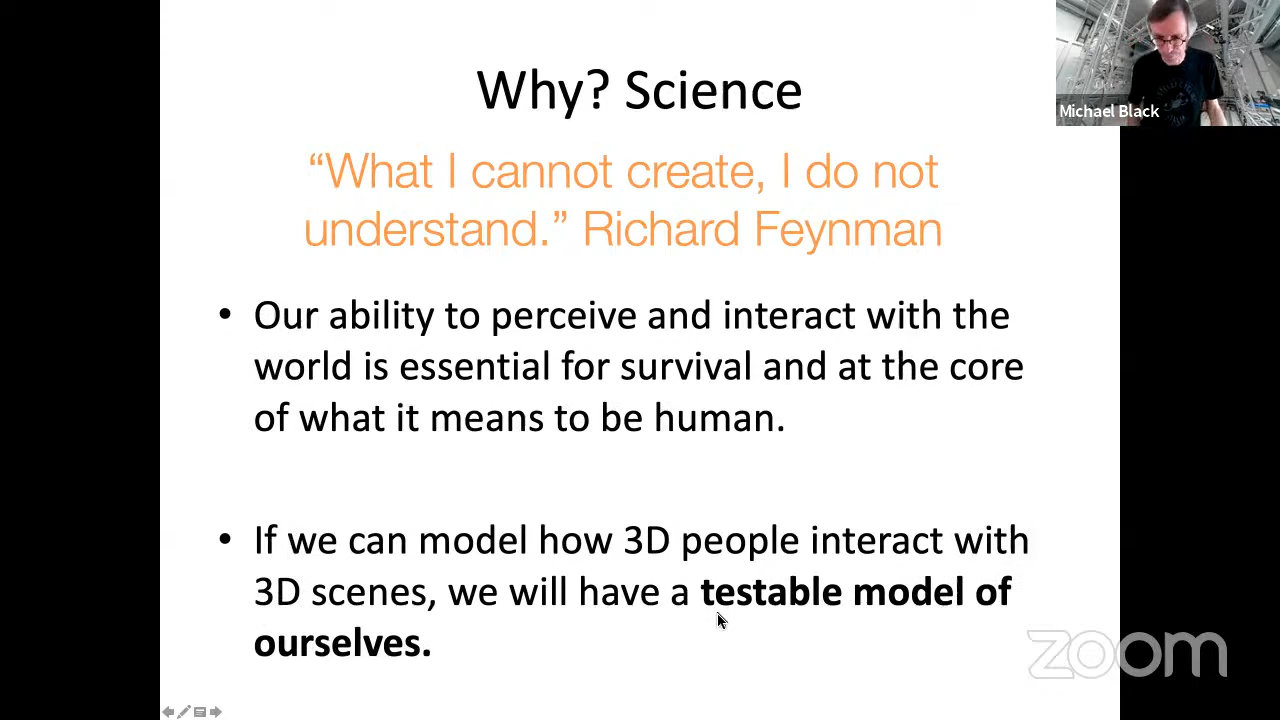 Why? Science
“What I cannot create, I do not
understand.” Richard Feynman
• Our ability to perceive and interact with the
world is essential for survival and at the core
of what it means to be human.
• If we can model how 3D people interact with
3D scenes, we will have a testable model of
ourselves.
Michael Black
zoom